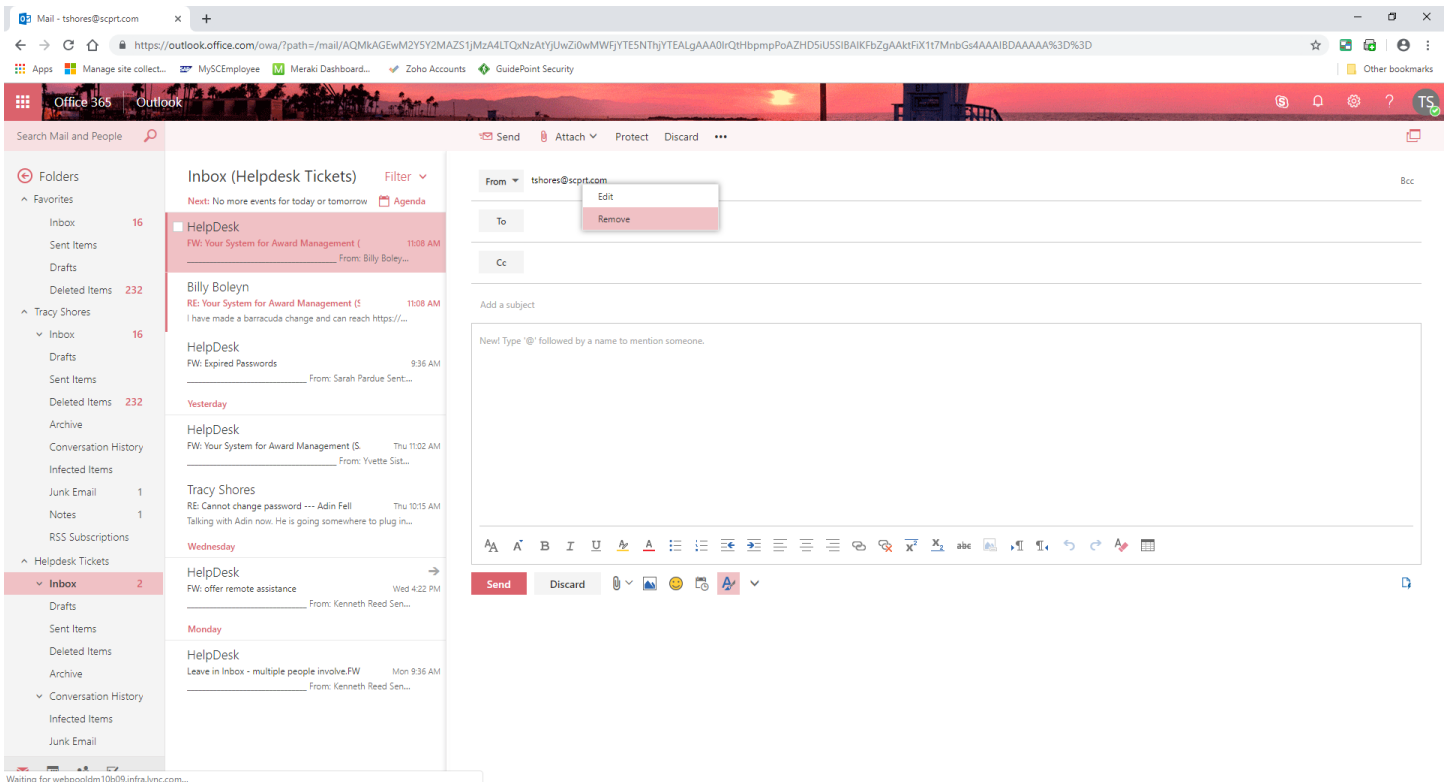 Mail - tshores@scprt.com
https://outlook.office.com/owa/?path=/mail/AQMkAGEwM2Y5Y2MAZS1jMzA4LTQxNzAtYjUwZi0wMWFjYTE5NThjYTEALgAAA0IrQtHbpmpPoAZHD5iU5SIBAIKFbZgAAktFiX1t7MnbGs4AAAIBDAAAAA%3D%3D
Apps Manage site collect... MySCEmployee Meraki Dashboard... Zoho Accounts GuidePoint Security Other bookmarks
Office 365 Outlook TS
Search Mail and People Send Attach Protect Discard
Folders
Favorites
Inbox 16
Sent Items
Drafts
Deleted Items 232
Tracy Shores
Inbox 16
Drafts
Sent Items
Deleted Items 232
Archive
Conversation History
Infected Items
Junk Email 1
Notes 1
RSS Subscriptions
Helpdesk Tickets
Inbox 2
Drafts
Sent Items
Deleted Items
Archive
Conversation History
Infected Items
Junk Email
Inbox (Helpdesk Tickets) Filter
Next: No more events for today or tomorrow Agenda
HelpDesk
FW: Your System for Award Management ( 11:08 AM
From: Billy Boley...
Billy Boleyn
RE: Your System for Award Management (S 11:08 AM
I have made a barracuda change and can reach https://...
HelpDesk
FW: Expired Passwords 9:36 AM
From: Sarah Pardue Sent:...
Yesterday
HelpDesk
FW: Your System for Award Management (S. Thu 11:02 AM
From: Yvette Sist...
Tracy Shores
RE: Cannot change password --- Adin Fell Thu 10:15 AM
Talking with Adin now. He is going somewhere to plug in...
Wednesday
HelpDesk
FW: offer remote assistance Wed 4:22 PM
From: Kenneth Reed Sen...
Monday
HelpDesk
Leave in Inbox - multiple people involve.FW Mon 9:36 AM
From: Kenneth Reed Sen...
From tshores@scprt.com Bcc
Edit
Remove
To
Cc
Add a subject
New! Type '@' followed by a name to mention someone.
Send Discard
Waiting for webpooldm10b09.infra.lync.com...